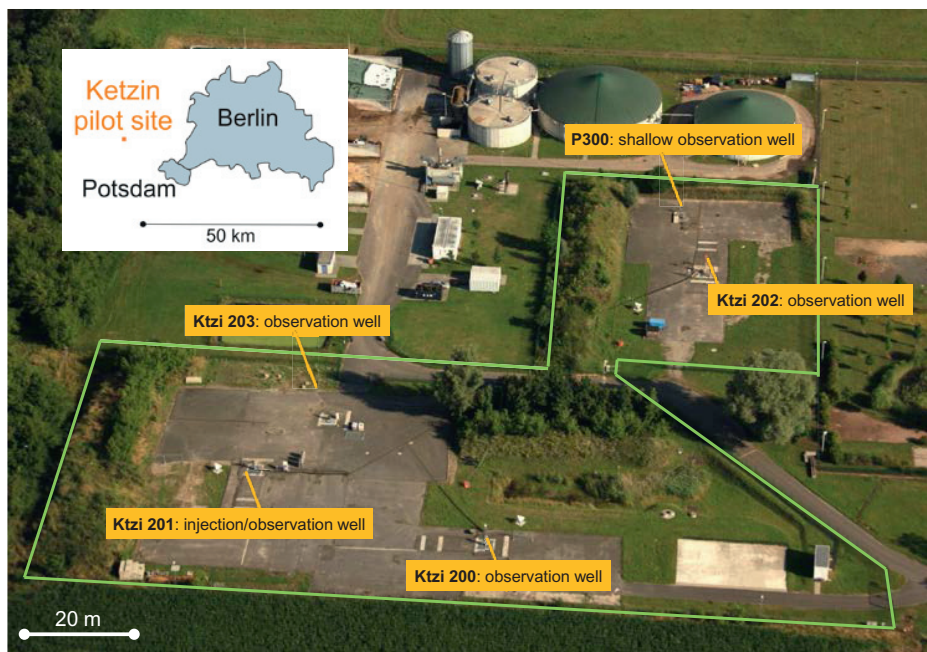 Ketzin
pilot site
Berlin
Potsdam
50 km
P300: shallow observation well
Ktzi 202: observation well
Ktzi 203: observation well
Ktzi 201: injection/observation well
Ktzi 200: observation well
20 m